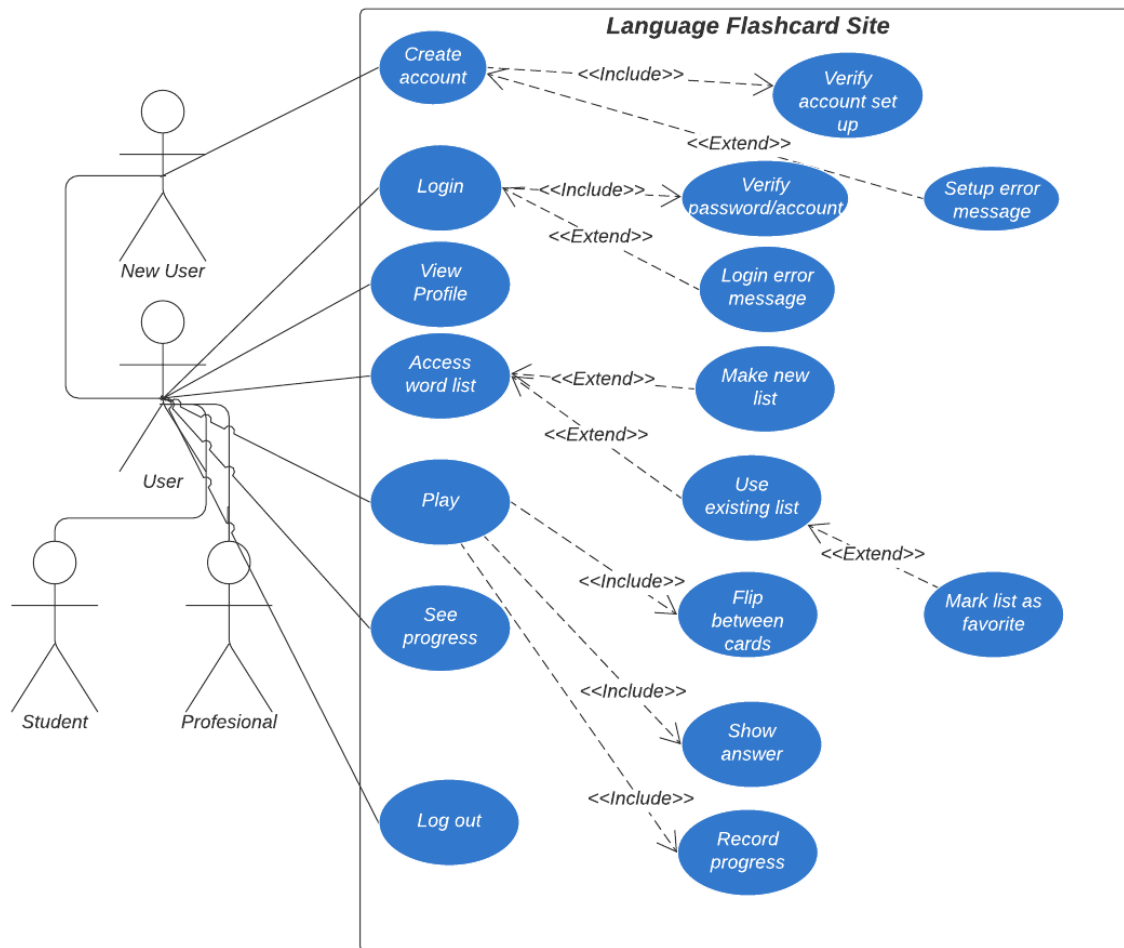 Language Flashcard Site
Create
account
<<Include>>
Verify
account set
up
<<Extend>>
Setup error
message
New User
Login
<<Include>>
Verify
password/account
<<Extend>>
Login error
message
View
Profile
User
Access
word list
<<Extend>>
Make new
list
<<Extend>>
Use
existing list
<<Extend>>
Mark list as
favorite
Play
<<Include>>
Flip
between
cards
<<Include>>
Show
answer
<<Include>>
Record
progress
See
progress
Student
Profesional
Log out